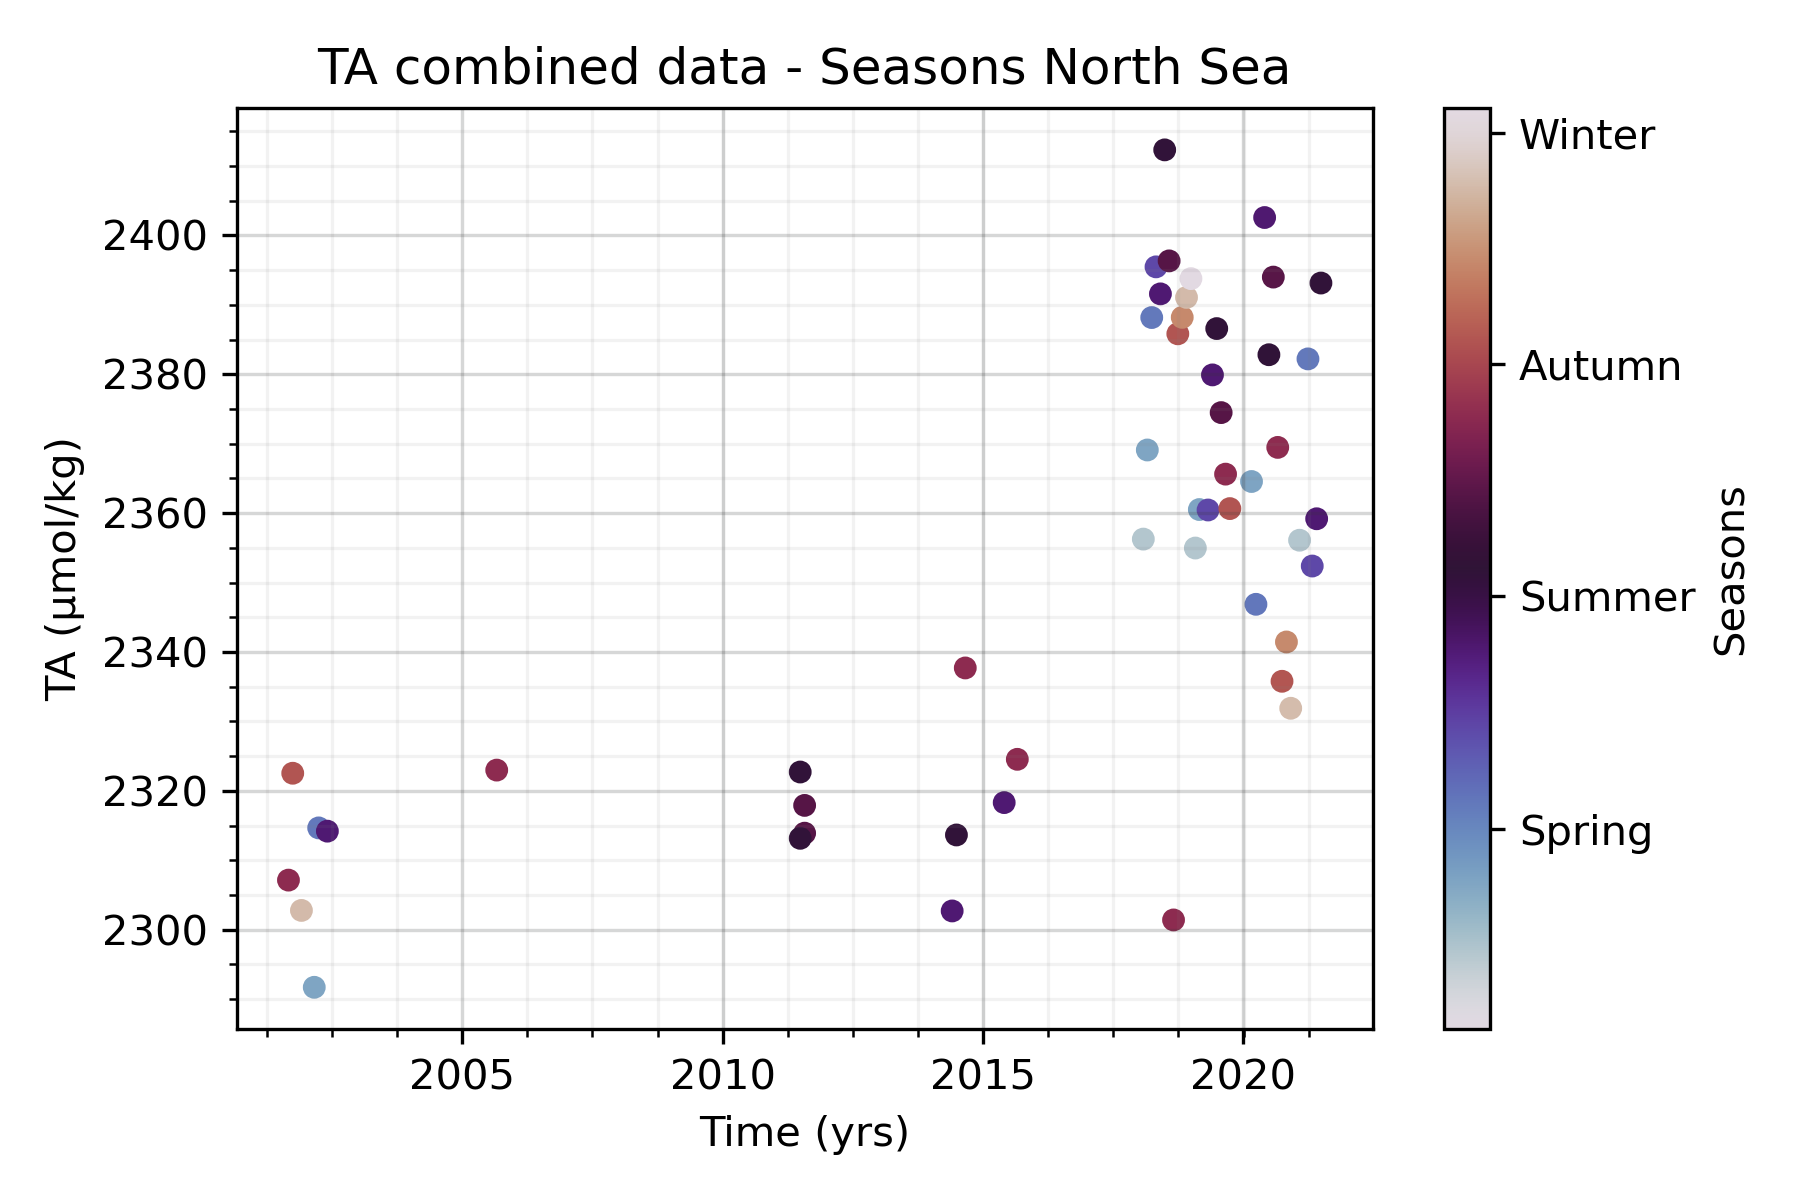 TA combined data - Seasons North Sea
TA (µmol/kg)
2400
2380
2360
2340
2320
2300
2005 2010 2015 2020
Time (yrs)
Winter
Autumn
Summer
Spring
Seasons